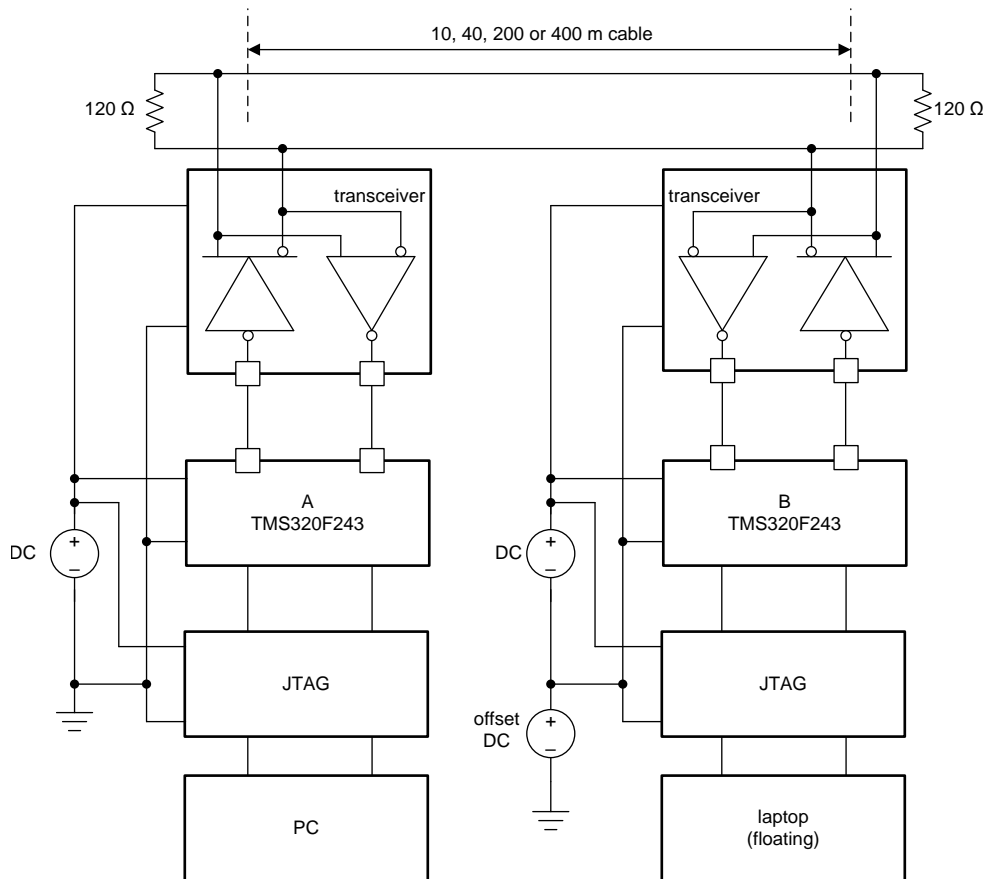 10, 40, 200 or 400 m cable
120 Ω
120 Ω
transceiver
transceiver
A
TMS320F243
B
TMS320F243
+
DC
−
+
DC
−
JTAG
JTAG
offset
DC
+
−
PC
laptop
(floating)